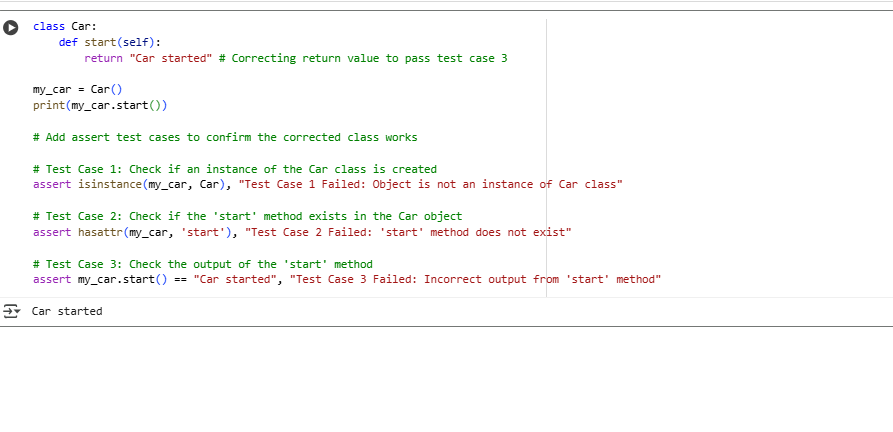 class Car:
    def start(self):
        return "Car started" # Correcting return value to pass test case 3
my_car = Car()
print(my_car.start())
# Add assert test cases to confirm the corrected class works
# Test Case 1: Check if an instance of the Car class is created
assert isinstance(my_car, Car), "Test Case 1 Failed: Object is not an instance of Car class"
# Test Case 2: Check if the 'start' method exists in the Car object
assert hasattr(my_car, 'start'), "Test Case 2 Failed: 'start' method does not exist"
# Test Case 3: Check the output of the 'start' method
assert my_car.start() == "Car started", "Test Case 3 Failed: Incorrect output from 'start' method"
Car started